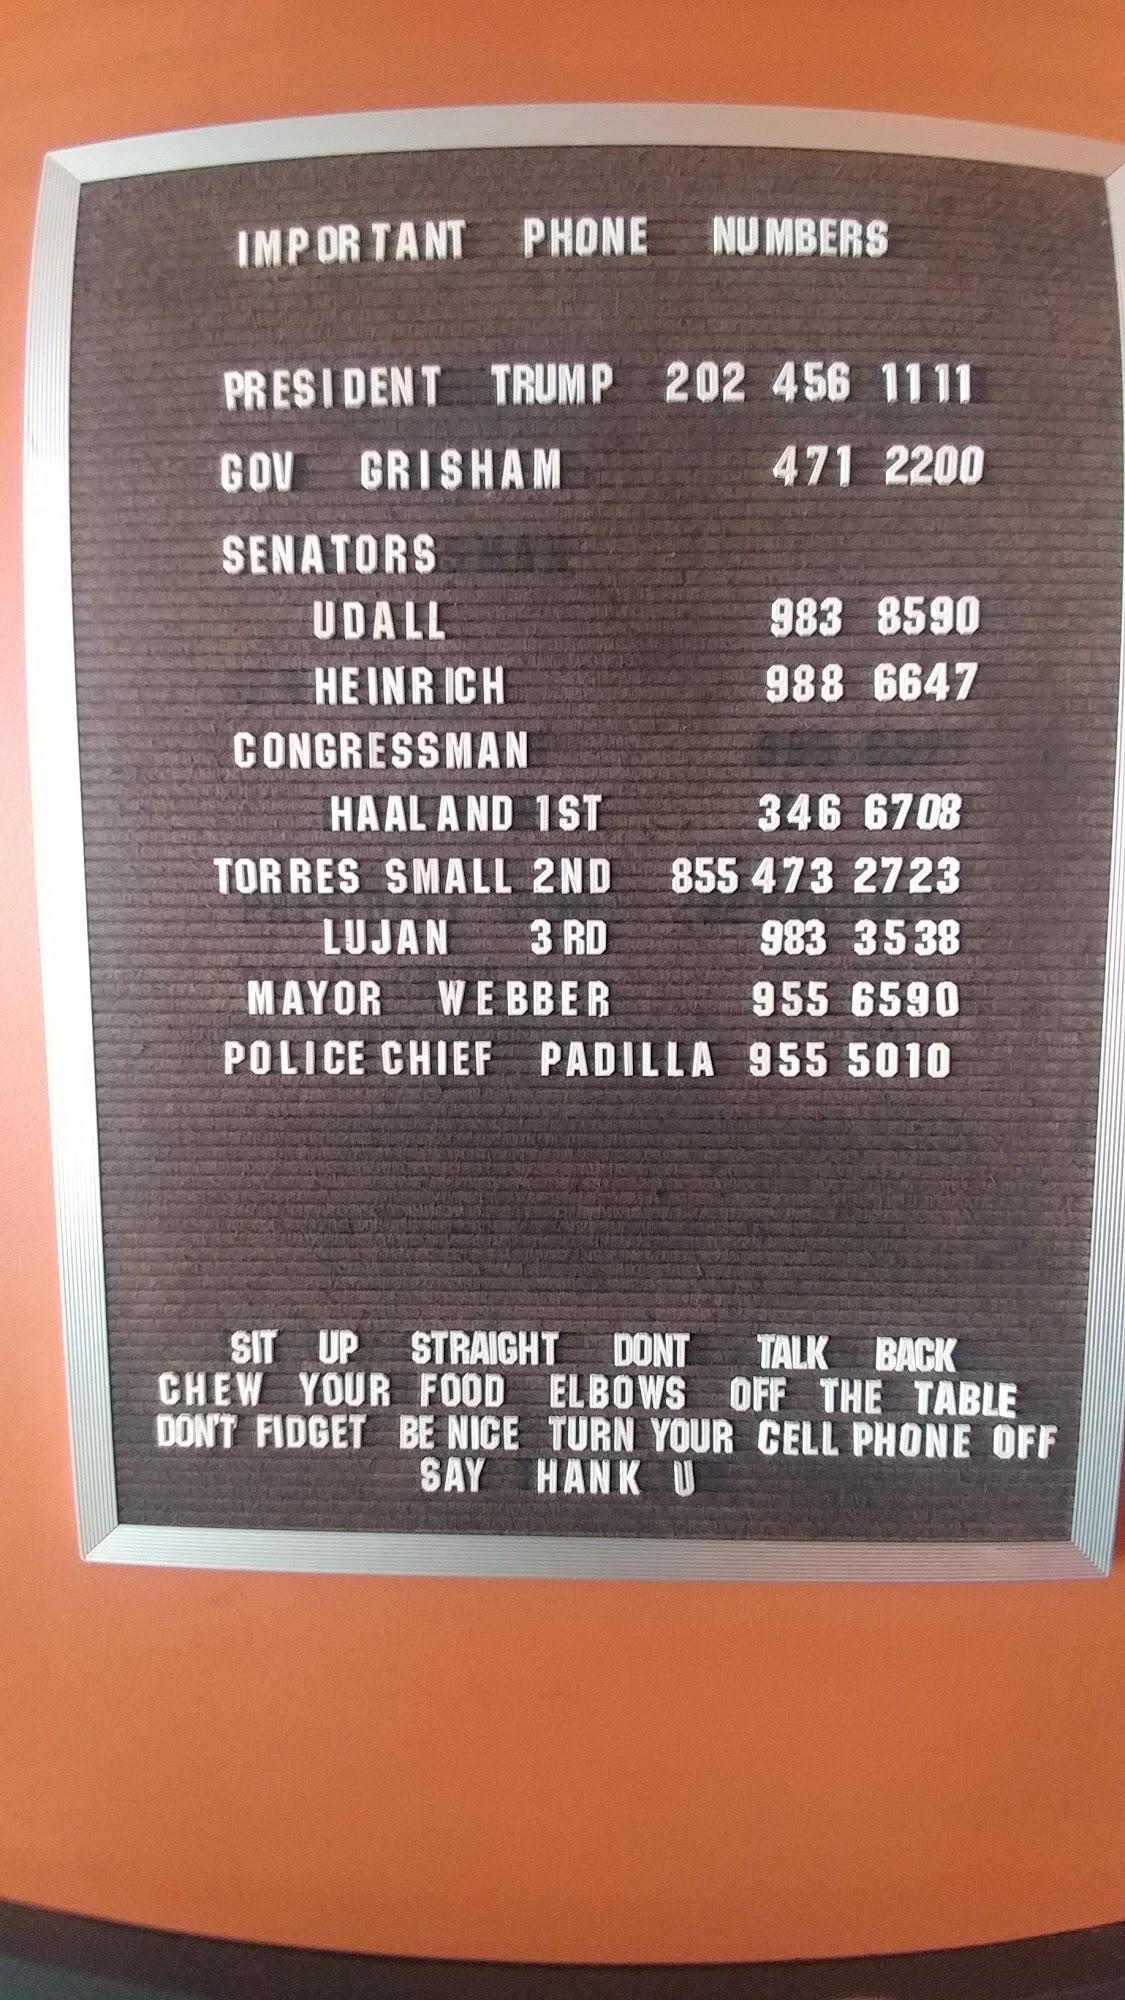 IMPORTANT PHONE NUMBERS
PRESIDENT TRUMP 202 456 1111
GOV GRISHAM 471 2200
SENATORS
UDALL 983 8590
HEINRICH 988 6647
CONGRESSMAN
HAALAND 1ST 346 6708
TORRES SMALL 2ND 855 473 2723
LUJAN 3RD 983 3538
MAYOR WEBBER 955 6590
POLICE CHIEF PADILLA 955 5010
SIT UP STRAIGHT DONT TALK BACK
CHEW YOUR FOOD ELBOWS OFF THE TABLE
DON'T FIDGET BE NICE TURN YOUR CELL PHONE OFF
SAY HANK U